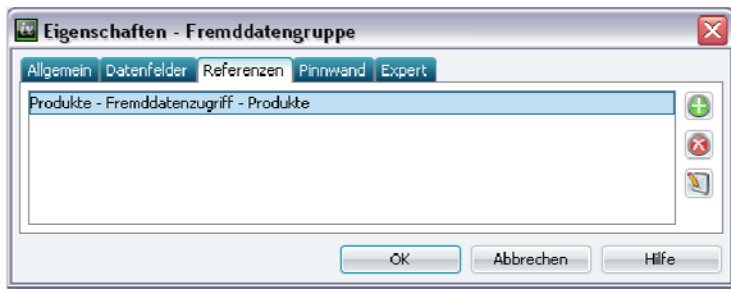 Eigenschaften - Fremddatengruppe
Allgemein Datenfelder Referenzen Pinnwand Expert
Produkte - Fremddatenzugriff - Produkte
OK Abbrechen Hilfe